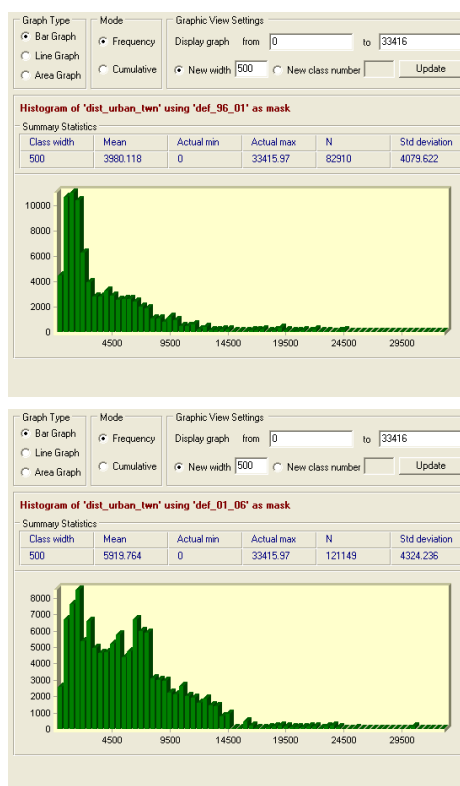 Graph Type Mode Graphic View Settings
Bar Graph Frequency Display graph from 0 to 33416
Line Graph
Area Graph Cumulative New width 500 New class number Update
Histogram of 'dist_urban_twn' using 'def_96_01' as mask
Summary Statistics
Class width Mean Actual min Actual max N Std deviation
500 3980.118 0 33415.97 82910 4079.622
10000
8000
6000
4000
2000
0
4500 9500 14500 19500 24500 29500
Graph Type Mode Graphic View Settings
Bar Graph Frequency Display graph from 0 to 33416
Line Graph
Area Graph Cumulative New width 500 New class number Update
Histogram of 'dist_urban_twn' using 'def_01_06' as mask
Summary Statistics
Class width Mean Actual min Actual max N Std deviation
500 5919.764 0 33415.97 121149 4324.236
8000
7000
6000
5000
4000
3000
2000
1000
0
4500 9500 14500 19500 24500 29500